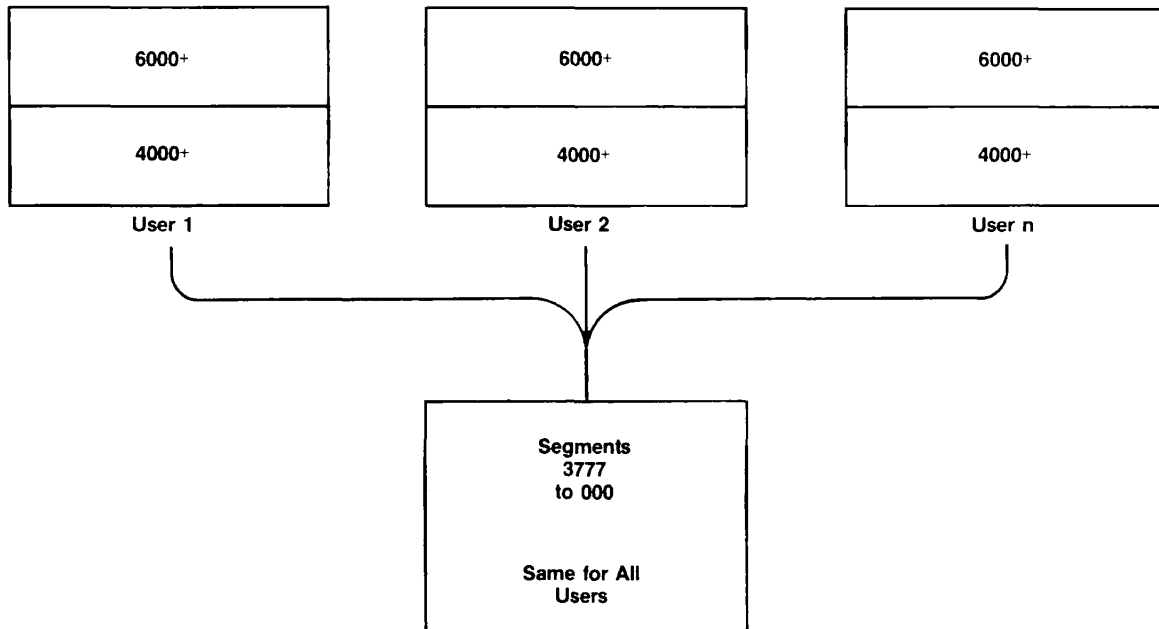 6000+
6000+
6000+
4000+
4000+
4000+
User 1
User 2
User n
Segments
3777
to 000
Same for All
Users